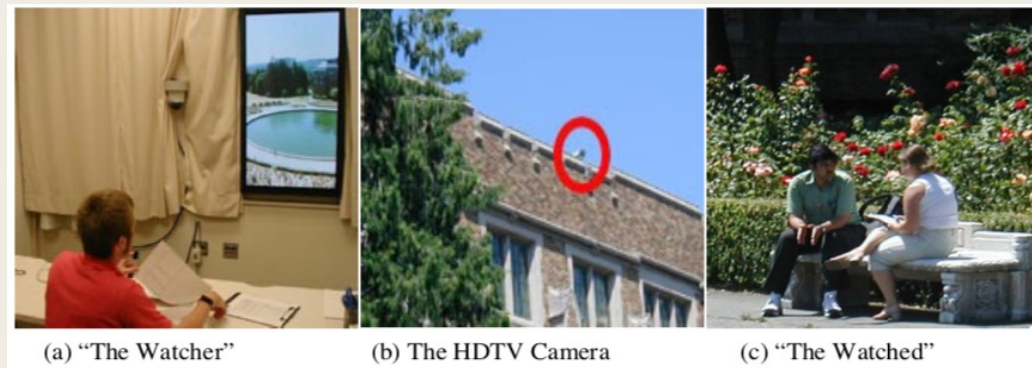 (a) “The Watcher”
(b) The HDTV Camera
(c) “The Watched”